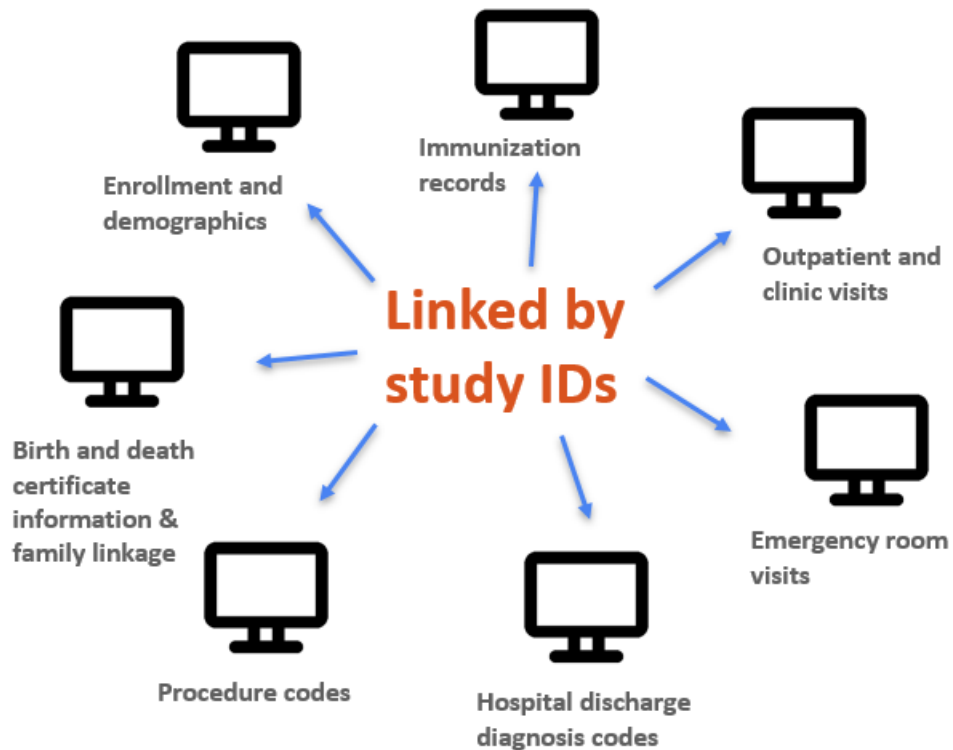 Immunization
records
Enrollment and
demographics
Outpatient and
clinic visits
Linked by
study IDs
Birth and death
certificate
information &
family linkage
Emergency room
visits
Procedure codes
Hospital discharge
diagnosis codes